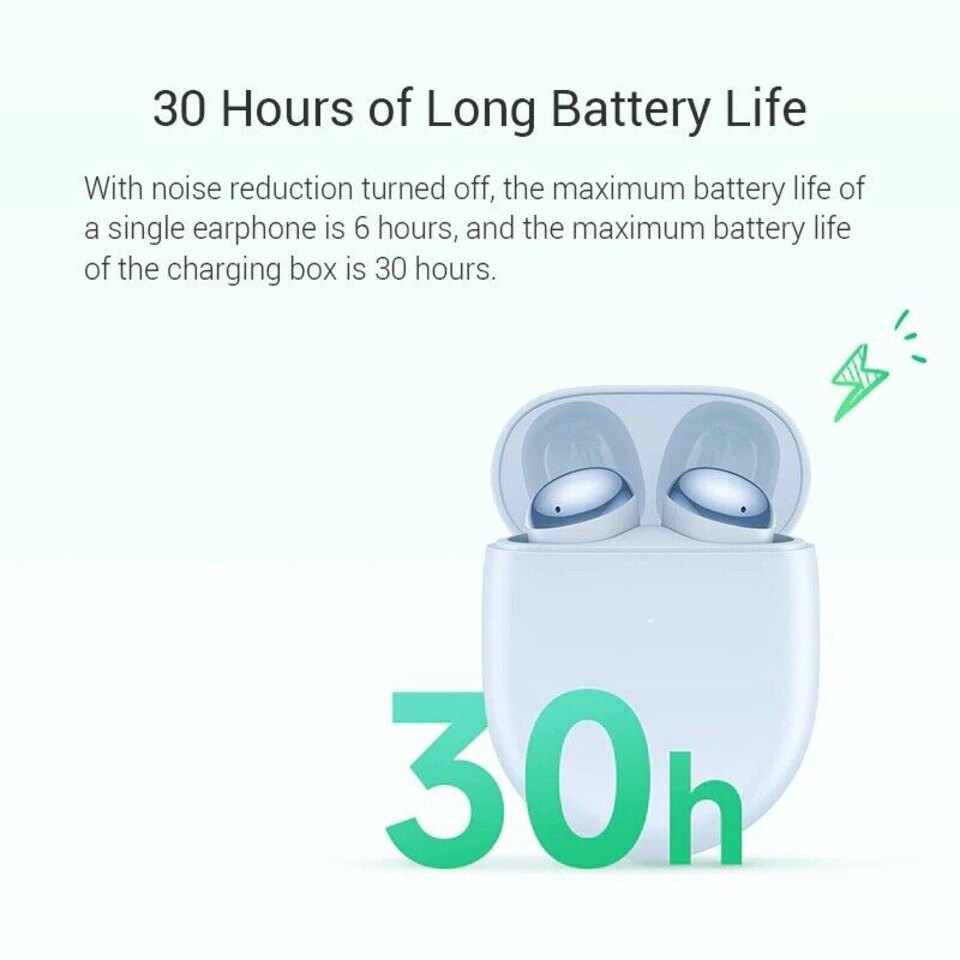 30 Hours of Long Battery Life
With noise reduction turned off, the maximum battery life of
a single earphone is 6 hours, and the maximum battery life
of the charging box is 30 hours.
30h